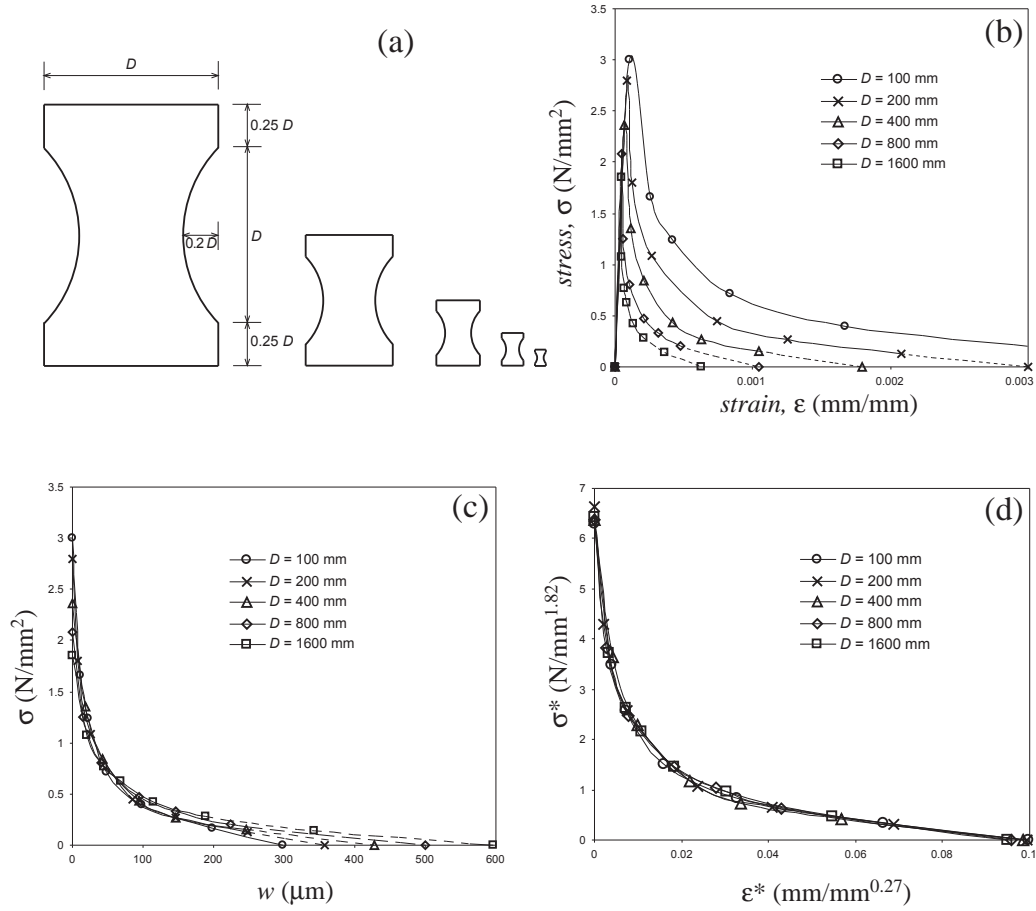 (a)
D
0.25 D
D
0.2 D
0.25 D
(b)
3.5
3
2.5
2
1.5
1
0.5
0
stress, σ (N/mm²)
D = 100 mm
D = 200 mm
D = 400 mm
D = 800 mm
D = 1600 mm
0
0.001
0.002
0.003
strain, ε (mm/mm)
(c)
3.5
3
2.5
2
1.5
1
0.5
0
σ (N/mm²)
D = 100 mm
D = 200 mm
D = 400 mm
D = 800 mm
D = 1600 mm
0
100
200
300
400
500
600
w (μm)
(d)
7
6
5
4
3
2
1
0
σ* (N/mm^1.82)
D = 100 mm
D = 200 mm
D = 400 mm
D = 800 mm
D = 1600 mm
0
0.02
0.04
0.06
0.08
0.1
ε* (mm/mm^0.27)